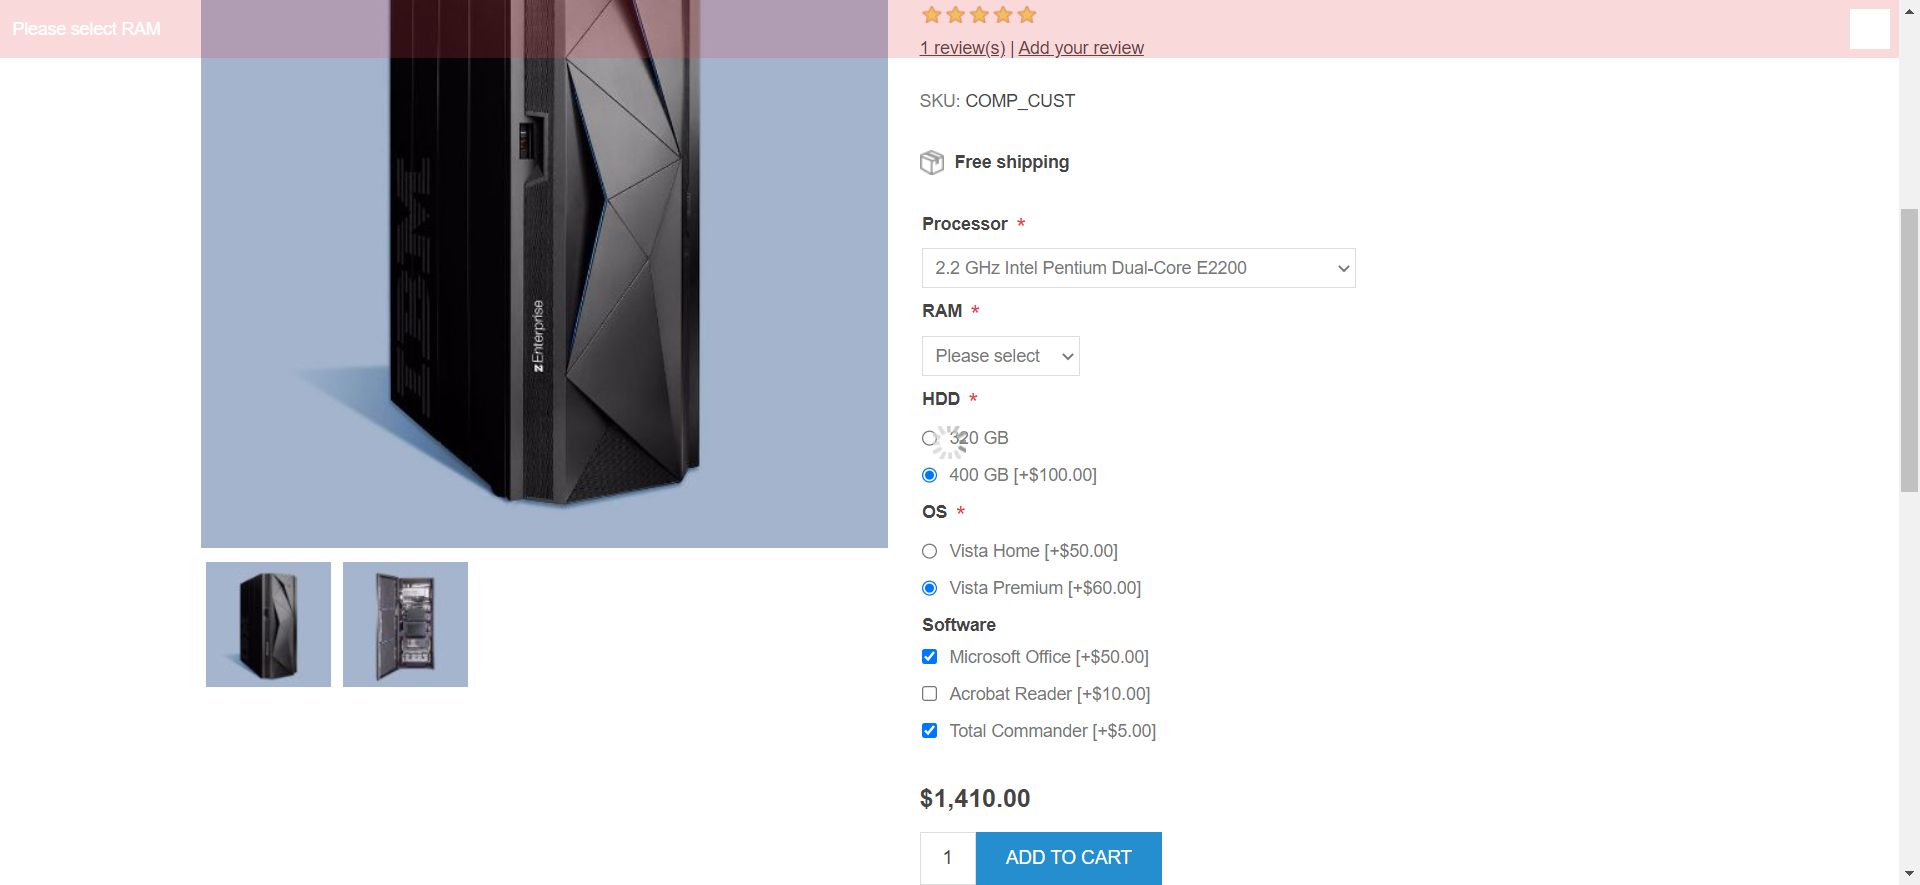 Please select RAM
1 review(s) | Add your review
SKU: COMP_CUST
Free shipping
Processor *
2.2 GHz Intel Pentium Dual-Core E2200
RAM *
Please select
HDD *
320 GB
400 GB [+$100.00]
OS *
Vista Home [+$50.00]
Vista Premium [+$60.00]
Software
Microsoft Office [+$50.00]
Acrobat Reader [+$10.00]
Total Commander [+$5.00]
$1,410.00
1 ADD TO CART
IBM
zEnterprise